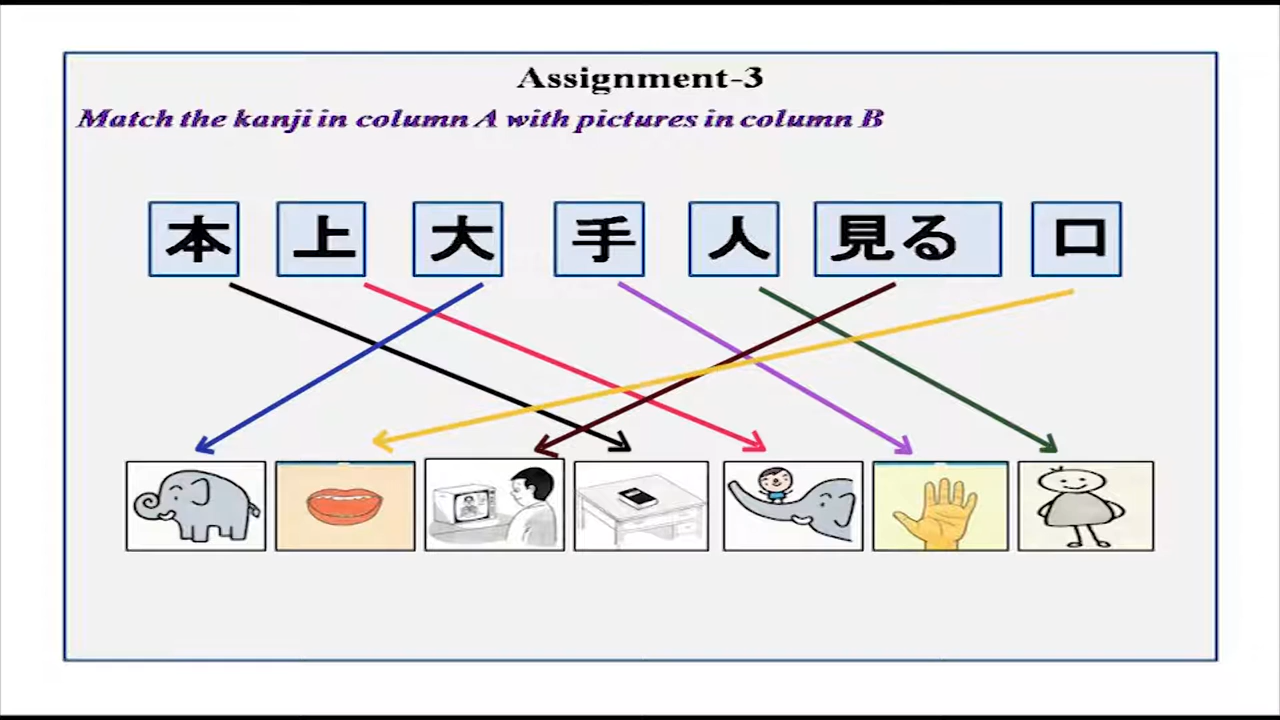 Assignment-3
Match the kanji in column A with pictures in column B
本 上 大 手 人 見る 口